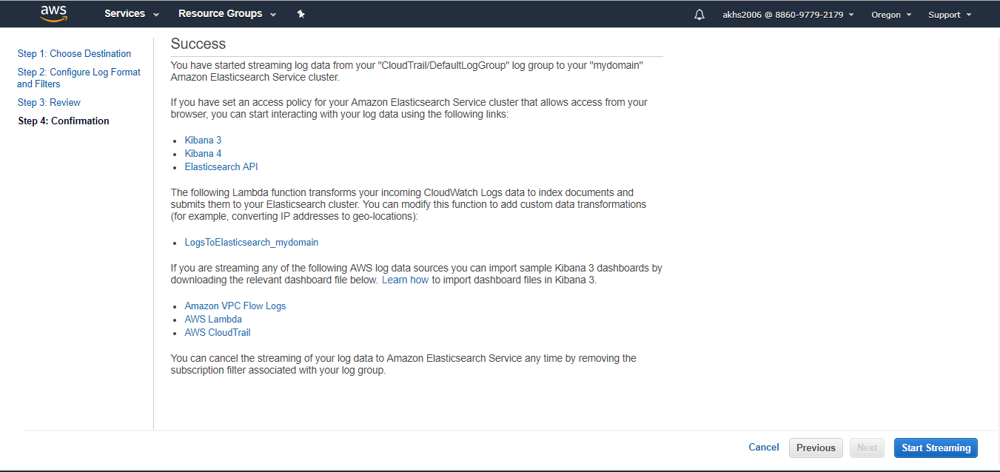 aws Services Resource Groups akhs2006 @ 8860-9779-2179 Oregon Support
Step 1: Choose Destination
Step 2: Configure Log Format
and Filters
Step 3: Review
Step 4: Confirmation
Success
You have started streaming log data from your "CloudTrail/DefaultLogGroup" log group to your "mydomain"
Amazon Elasticsearch Service cluster.
If you have set an access policy for your Amazon Elasticsearch Service cluster that allows access from your
browser, you can start interacting with your log data using the following links:
Kibana 3
Kibana 4
Elasticsearch API
The following Lambda function transforms your incoming CloudWatch Logs data to index documents and
submits them to your Elasticsearch cluster. You can modify this function to add custom data transformations
(for example, converting IP addresses to geo-locations):
LogsToElasticsearch_mydomain
If you are streaming any of the following AWS log data sources you can import sample Kibana 3 dashboards by
downloading the relevant dashboard file below. Learn how to import dashboard files in Kibana 3.
Amazon VPC Flow Logs
AWS Lambda
AWS CloudTrail
You can cancel the streaming of your log data to Amazon Elasticsearch Service any time by removing the
subscription filter associated with your log group.
Cancel Previous Next Start Streaming